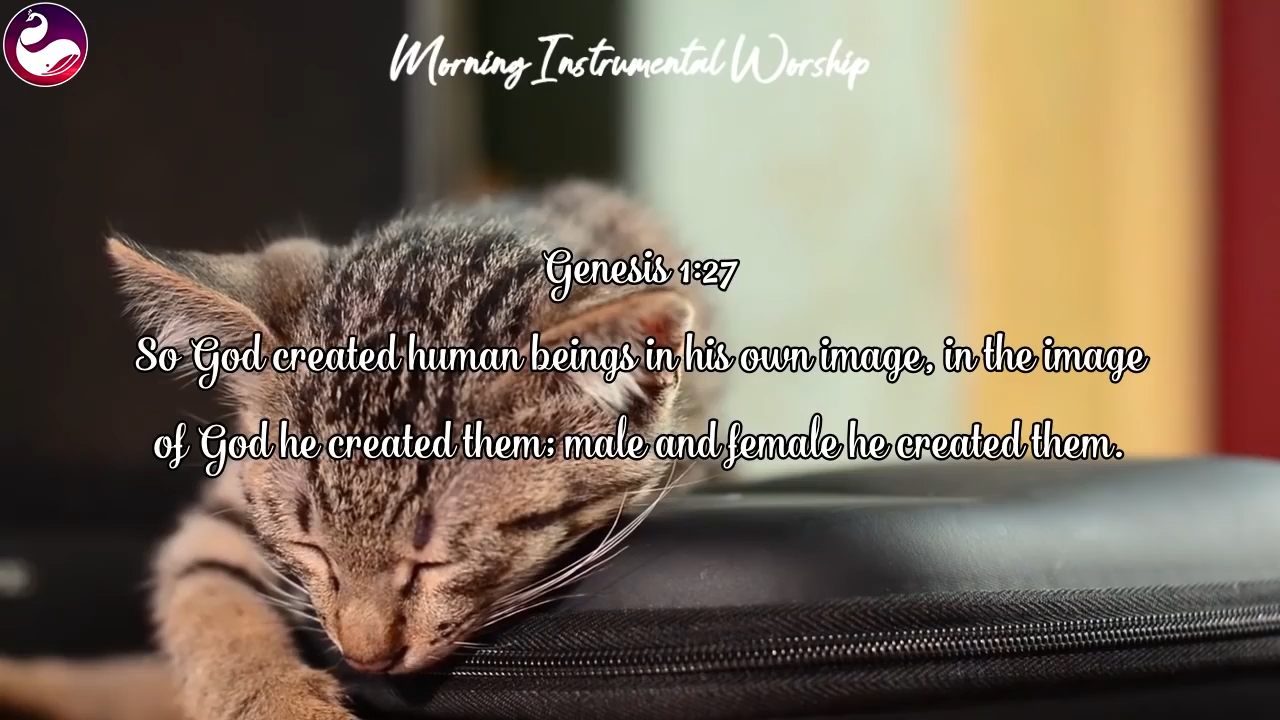 Morning Instrumental Worship
Genesis 1:27
So God created human beings in his own image, in the image
of God he created them; male and female he created them.